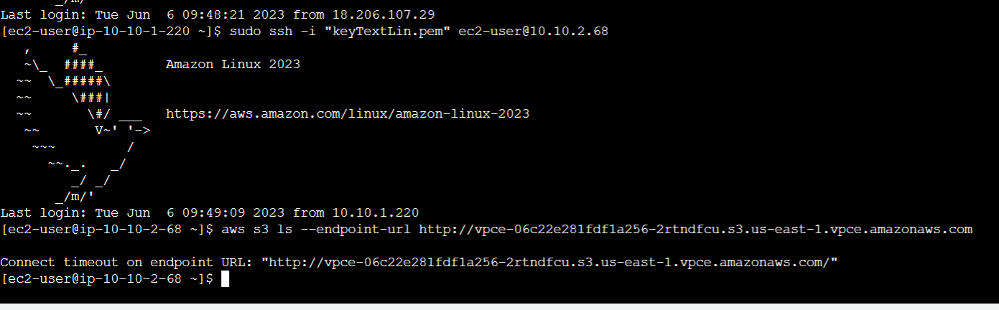 _/m/'
Last login: Tue Jun  6 09:48:21 2023 from 18.206.107.29
[ec2-user@ip-10-10-1-220 ~]$ sudo ssh -i "keyTextLin.pem" ec2-user@10.10.2.68
   ,     #_
   ~\_  ####_        Amazon Linux 2023
  ~~  \_#####\
  ~~     \###|
  ~~       \#/ ___   https://aws.amazon.com/linux/amazon-linux-2023
   ~~       V~' '->
    ~~~         /
      ~~._.   _/
         _/ _/
       _/m/'
Last login: Tue Jun  6 09:49:09 2023 from 10.10.1.220
[ec2-user@ip-10-10-2-68 ~]$ aws s3 ls --endpoint-url http://vpce-06c22e281fdf1a256-2rtndfcu.s3.us-east-1.vpce.amazonaws.com

Connect timeout on endpoint URL: "http://vpce-06c22e281fdf1a256-2rtndfcu.s3.us-east-1.vpce.amazonaws.com/"
[ec2-user@ip-10-10-2-68 ~]$